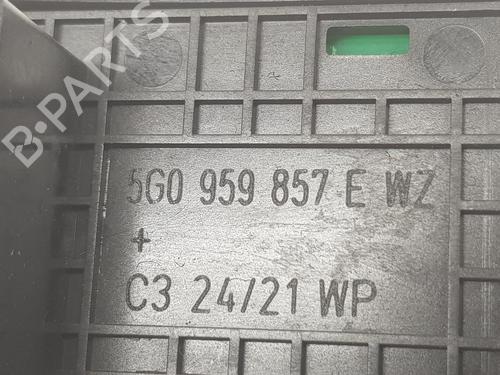 B-PARTS
5G0 959 857 E WZ
+
C3 24/21 WP